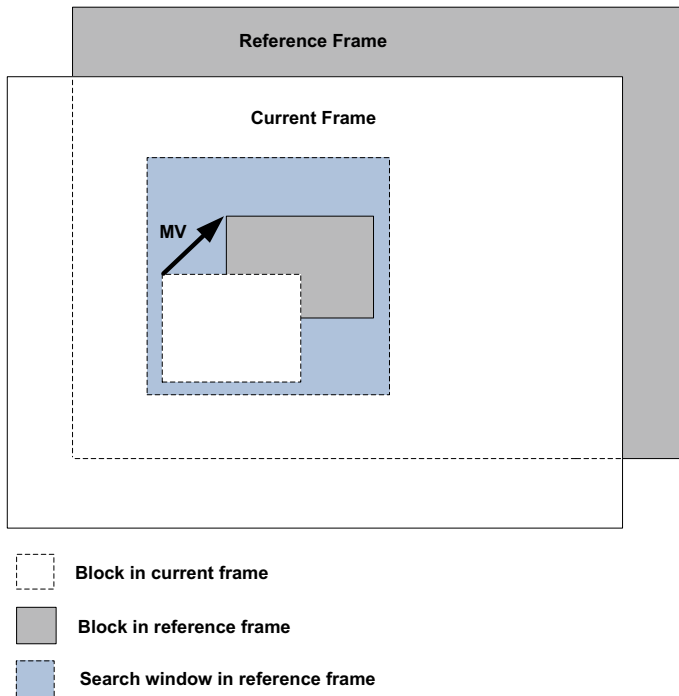 Reference Frame
Current Frame
MV
Block in current frame
Block in reference frame
Search window in reference frame